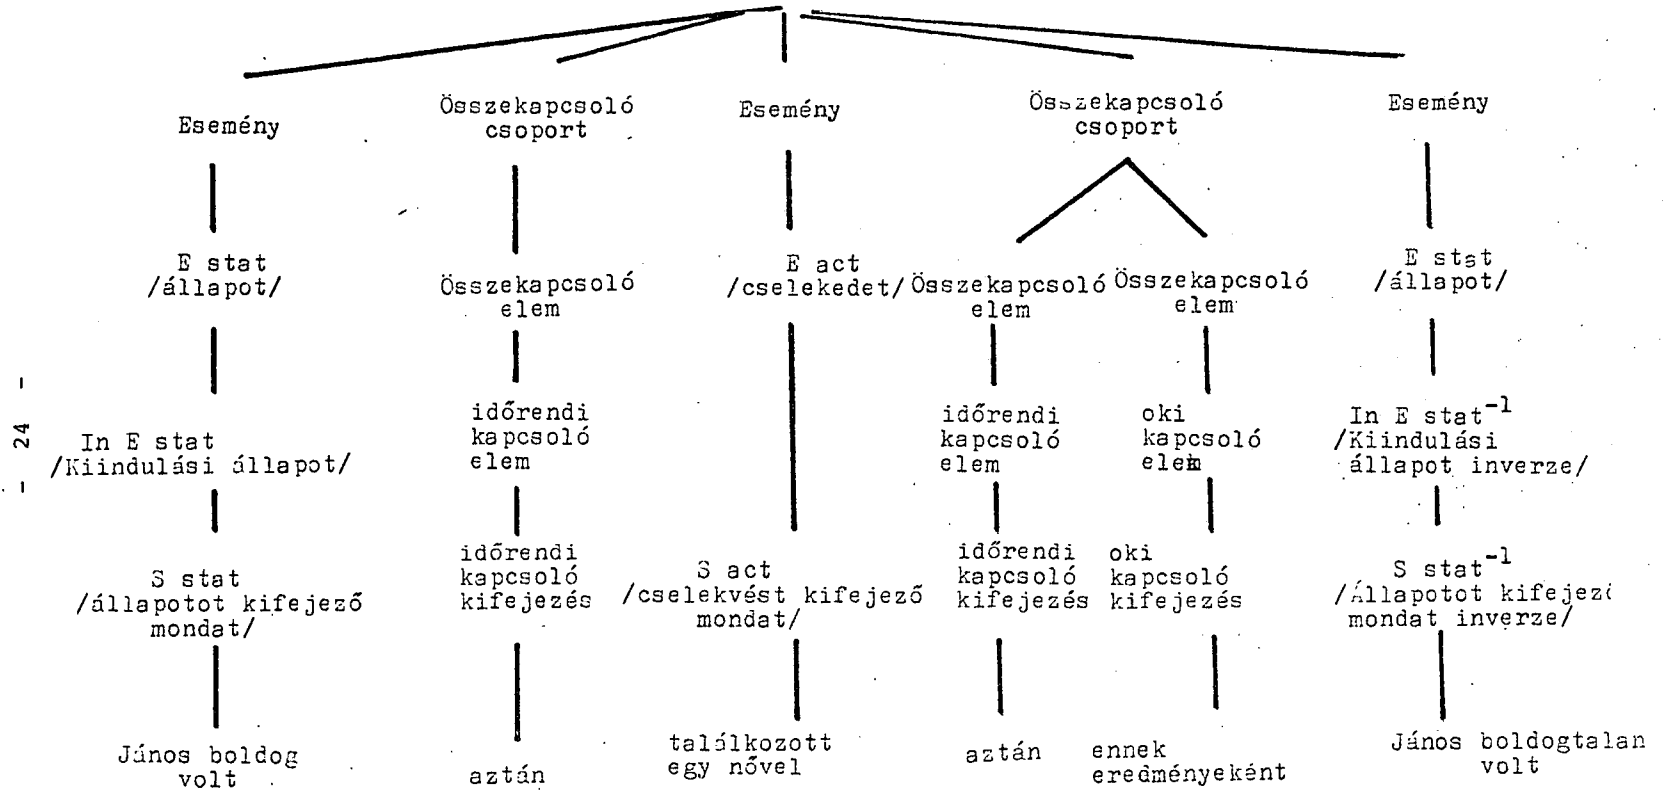 Esemény
Összekapcsoló
csoport
Esemény
Összekapcsoló
csoport
Esemény
E stat
/állapot/
Összekapcsoló
elem
E act
/cselekedet/
Összekapcsoló
elem
Összekapcsoló
elem
E stat
/állapot/
- 24 -
In E stat
/Kiindulási állapot/
időrendi
kapcsoló
elem
időrendi
kapcsoló
elem
oki
kapcsoló
elem
In E stat-1
/Kiindulási
állapot inverze/
S stat
/állapotot kifejező
mondat/
időrendi
kapcsoló
kifejezés
S act
/cselekvést kifejező
mondat/
időrendi
kapcsoló
kifejezés
oki
kapcsoló
kifejezés
S stat-1
/Állapotot kifejező
mondat inverze/
János boldog
volt
aztán
találkozott
egy nővel
aztán
ennek
eredményeként
János boldogtalan
volt